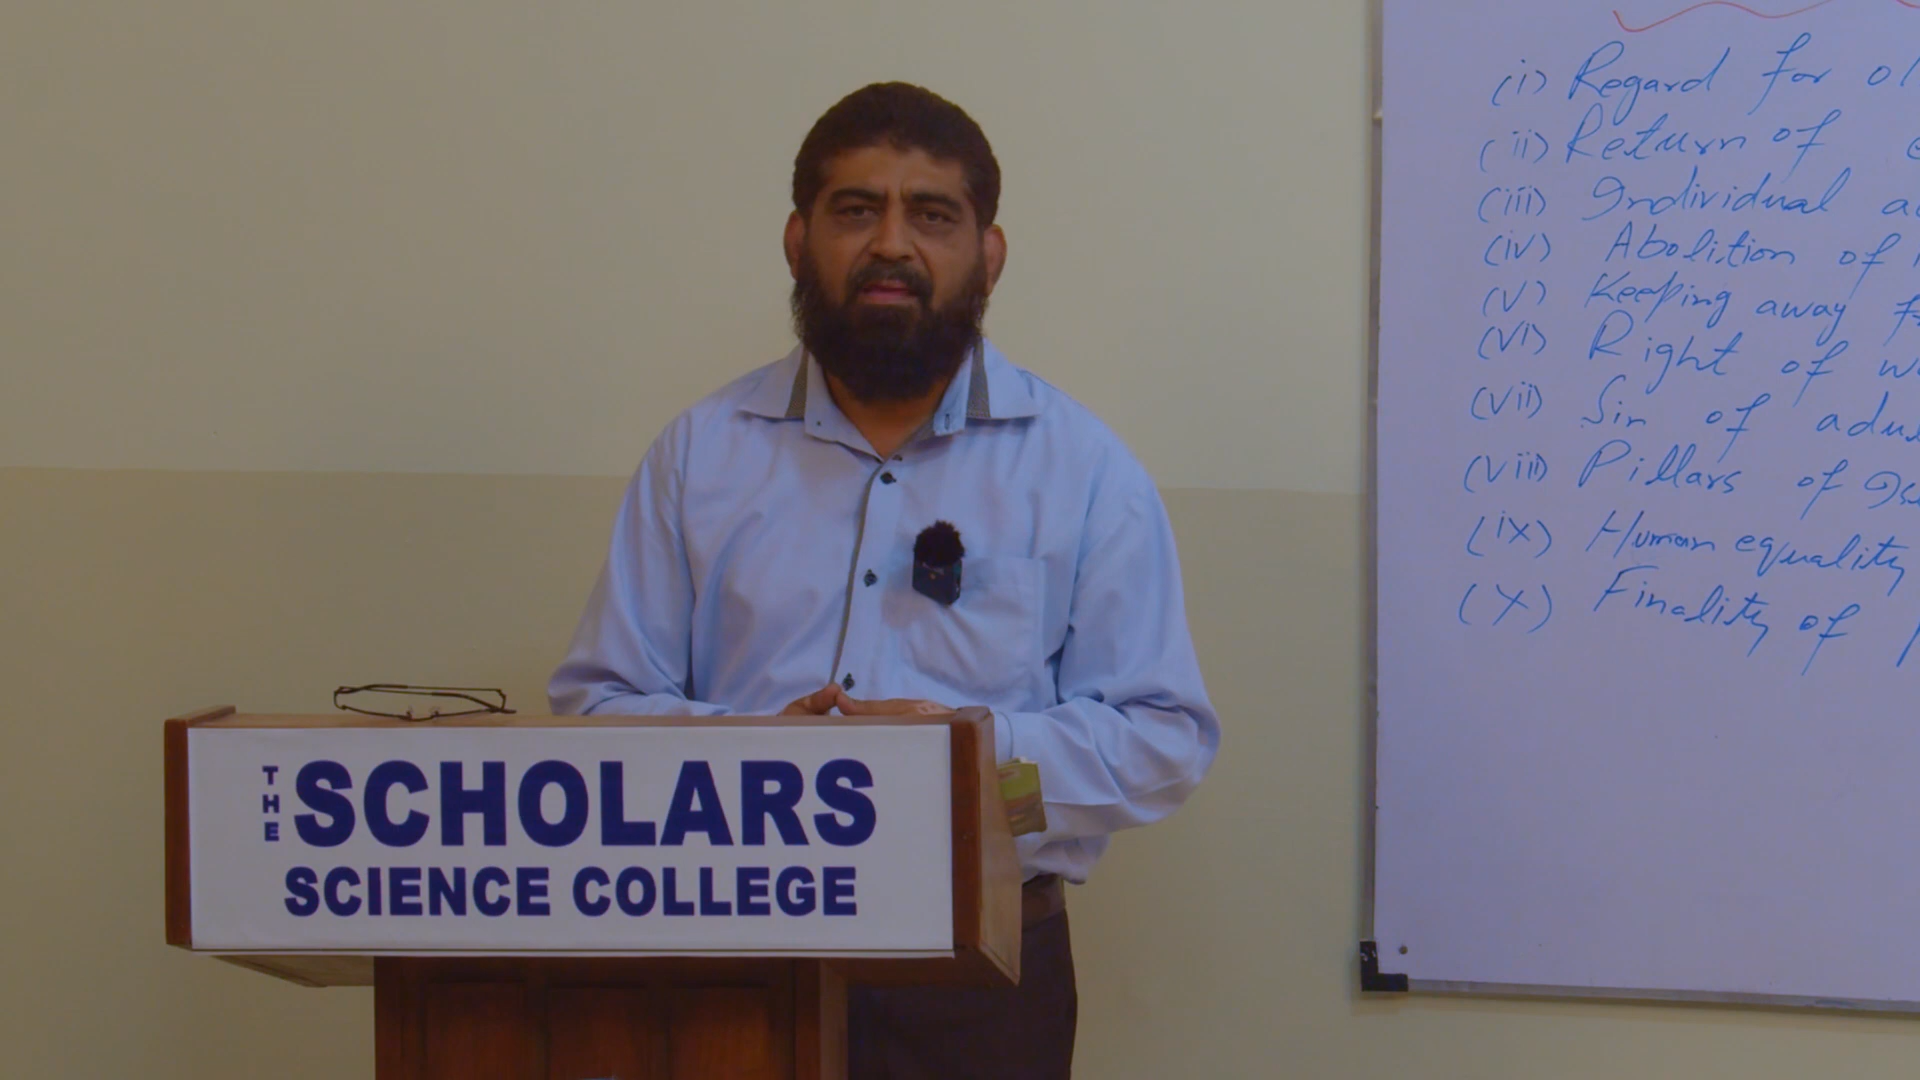 THE SCHOLARS
SCIENCE COLLEGE
(i) Regard for
(ii) Return of
(iii) Individual
(iv) Abolition of
(v) Keeping away
(vi) Right of
(vii) Sin of
(viii) Pillars of
(ix) Human equality
(x) Finality of